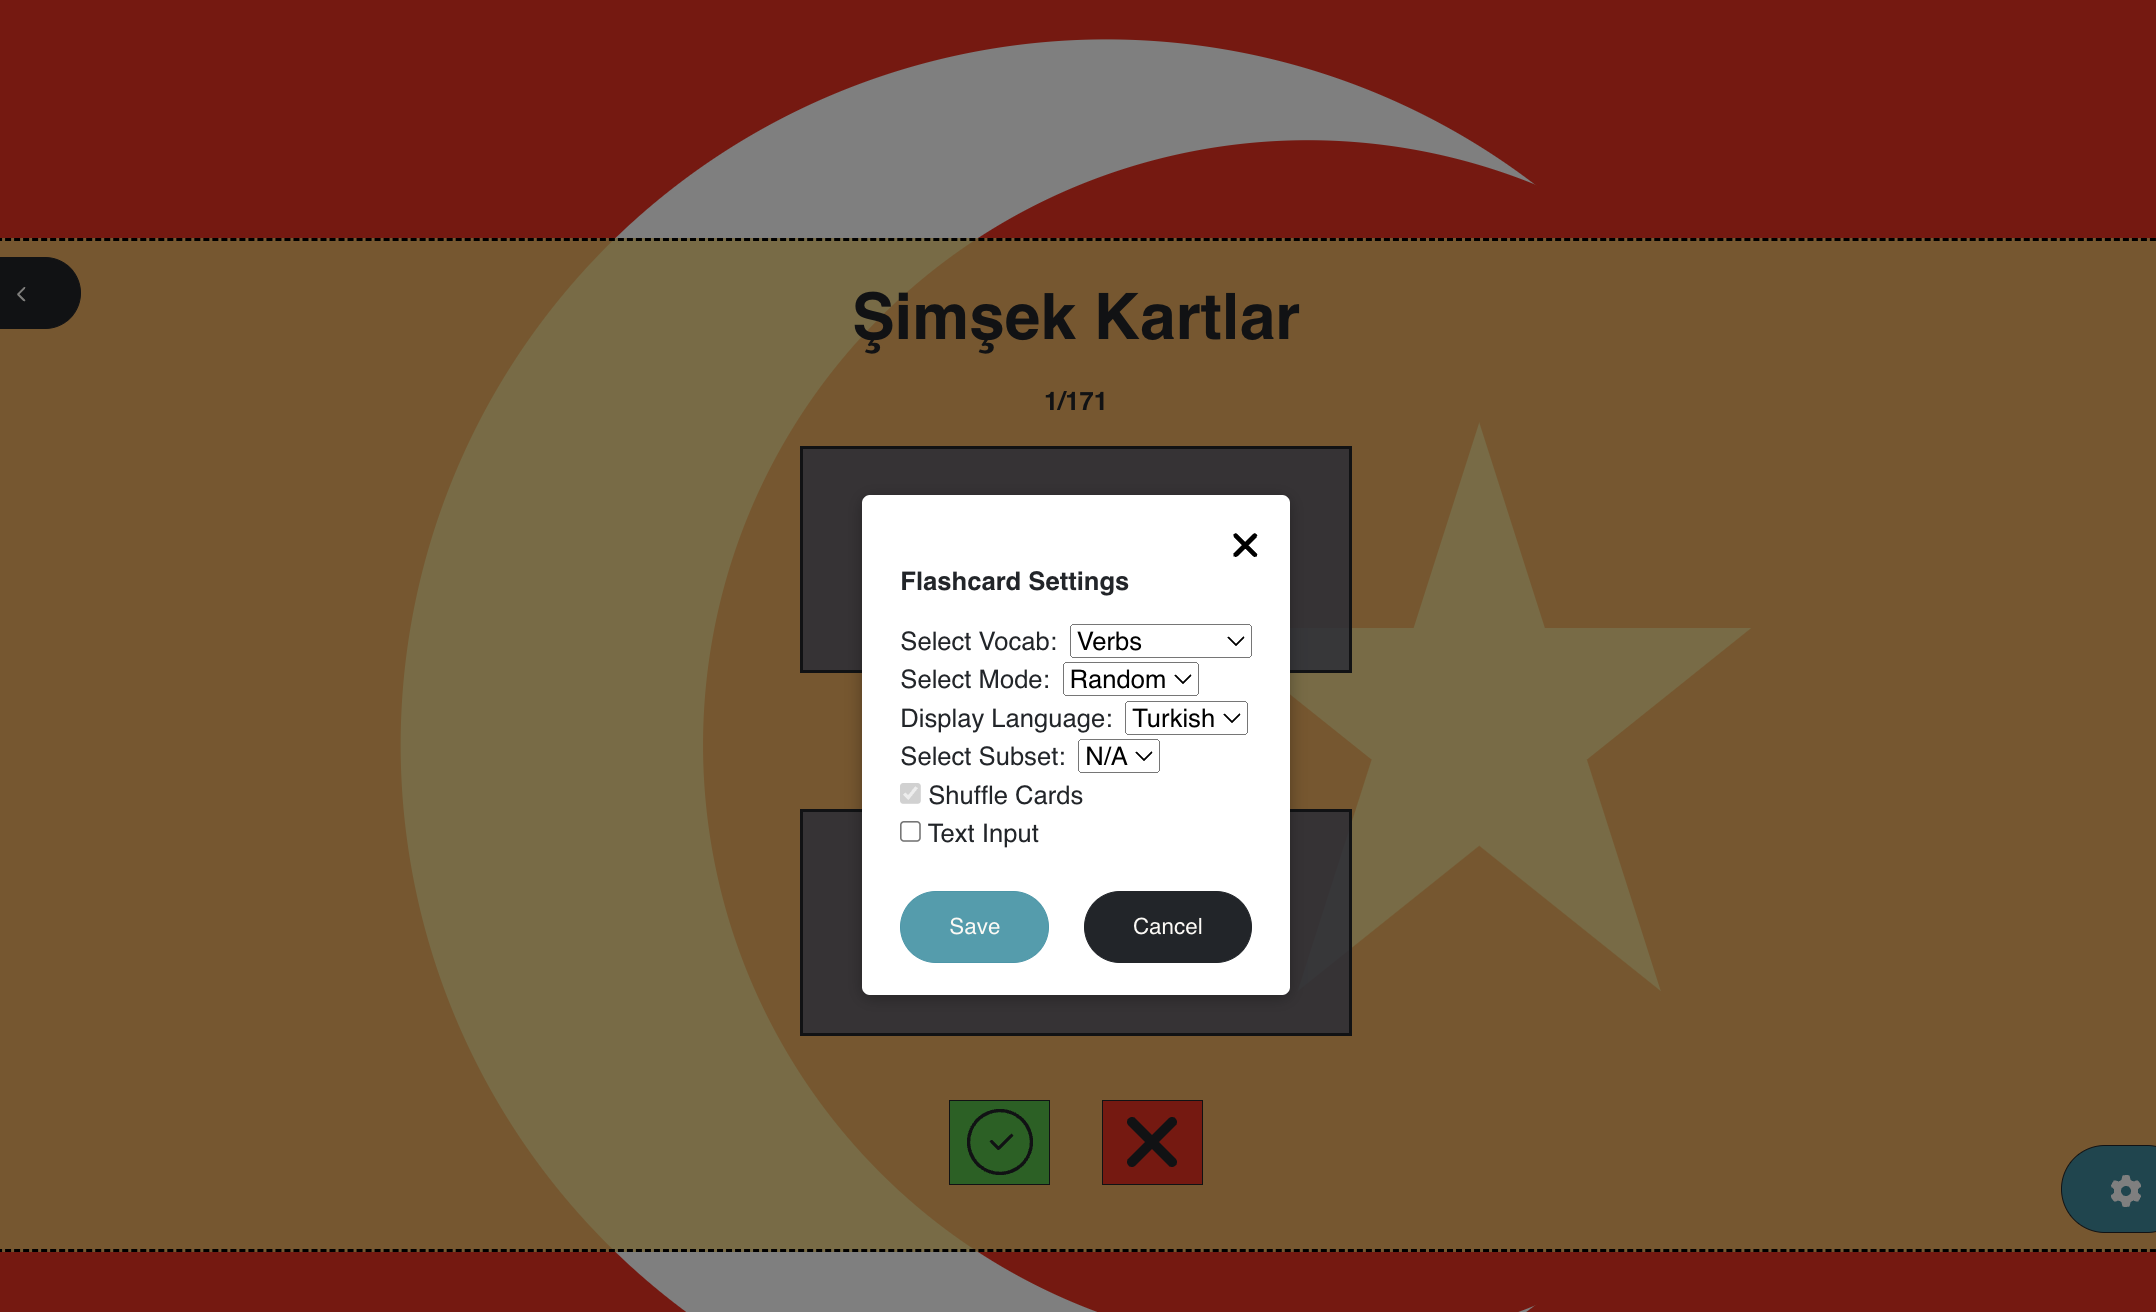 Şimşek Kartlar
1/171
Flashcard Settings
Select Vocab: Verbs
Select Mode: Random
Display Language: Turkish
Select Subset: N/A
Shuffle Cards
Text Input
Save Cancel